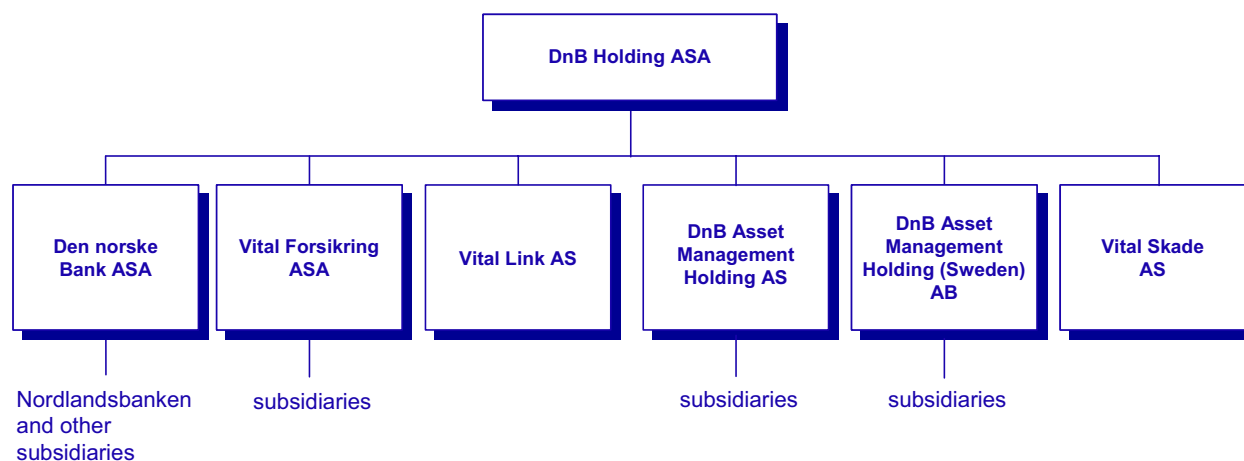 DnB Holding ASA
Den norske
Bank ASA
Vital Forsikring
ASA
Vital Link AS
DnB Asset
Management
Holding AS
DnB Asset
Management
Holding (Sweden)
AB
Vital Skade
AS
Nordlandsbanken
and other
subsidiaries
subsidiaries
subsidiaries
subsidiaries